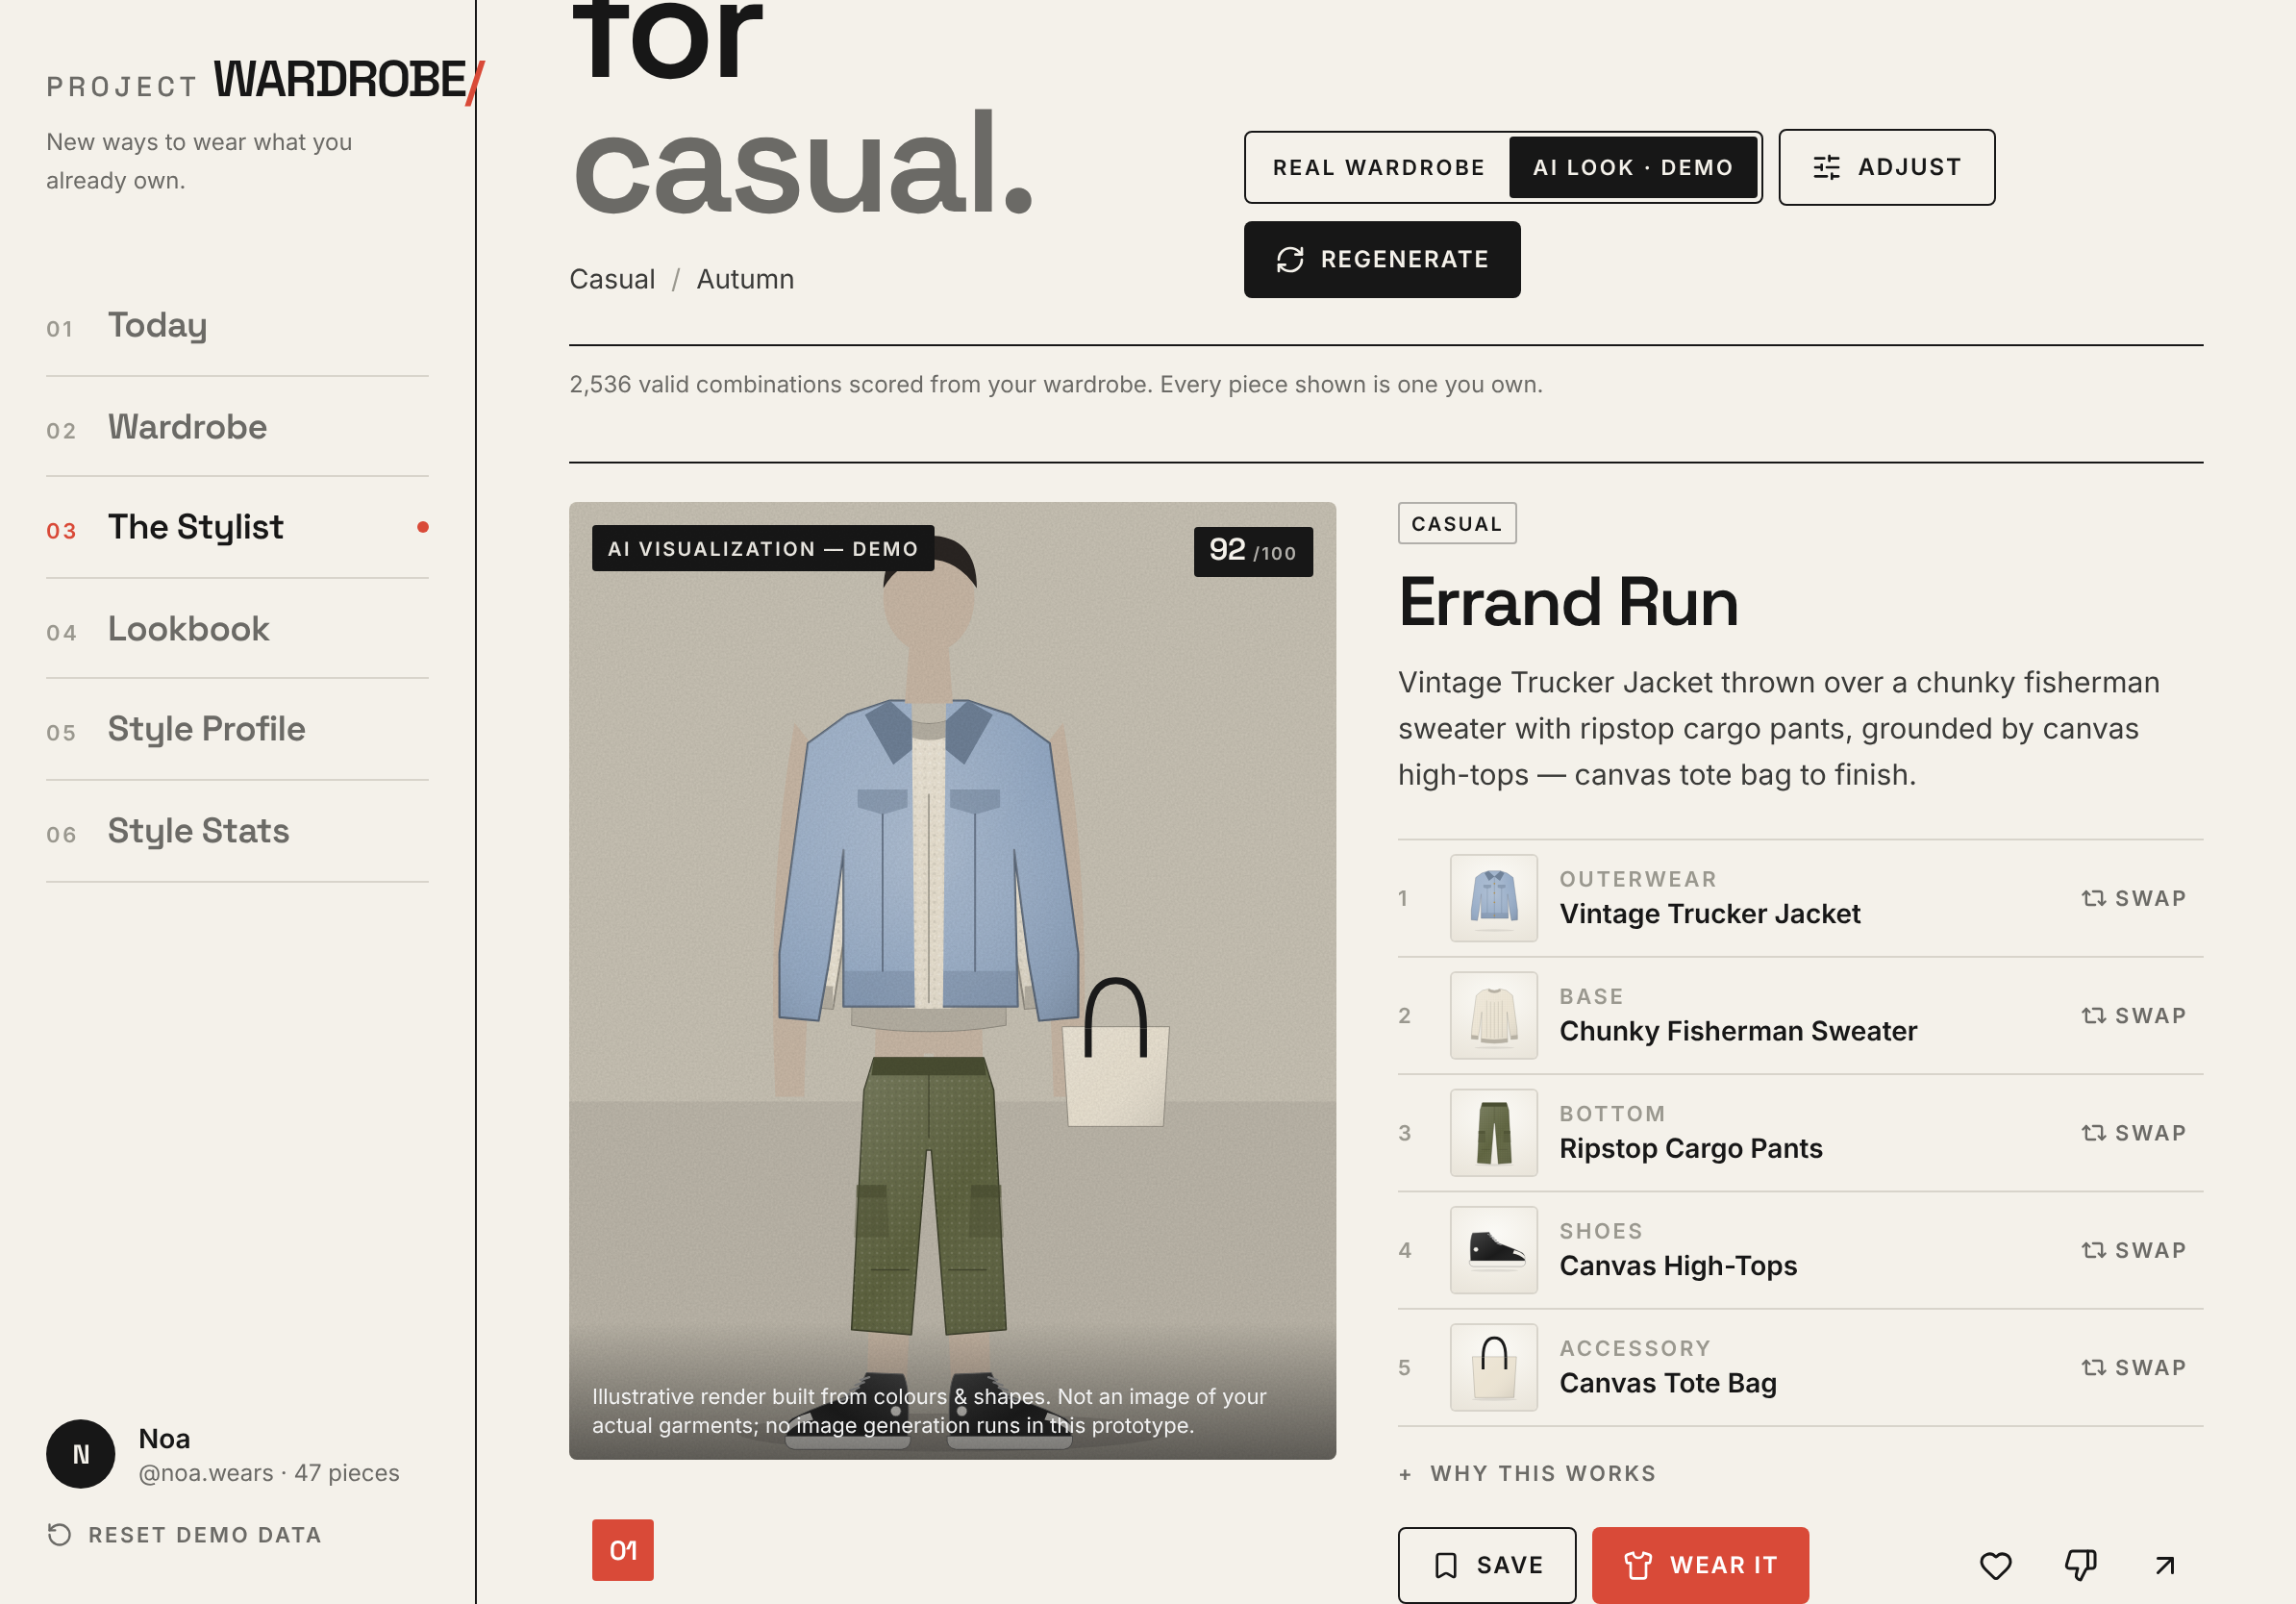 PROJECT WARDROBE/
New ways to wear what you
already own.
01 Today
02 Wardrobe
03 The Stylist
04 Lookbook
05 Style Profile
06 Style Stats
N
Noa
@noa.wears · 47 pieces
RESET DEMO DATA
for
casual.
Casual / Autumn
REAL WARDROBE
AI LOOK · DEMO
ADJUST
REGENERATE
2,536 valid combinations scored from your wardrobe. Every piece shown is one you own.
AI VISUALIZATION — DEMO
92 /100
Illustrative render built from colours & shapes. Not an image of your
actual garments; no image generation runs in this prototype.
01
CASUAL
Errand Run
Vintage Trucker Jacket thrown over a chunky fisherman
sweater with ripstop cargo pants, grounded by canvas
high-tops — canvas tote bag to finish.
1
OUTERWEAR
Vintage Trucker Jacket
SWAP
2
BASE
Chunky Fisherman Sweater
SWAP
3
BOTTOM
Ripstop Cargo Pants
SWAP
4
SHOES
Canvas High-Tops
SWAP
5
ACCESSORY
Canvas Tote Bag
SWAP
+ WHY THIS WORKS
SAVE
WEAR IT